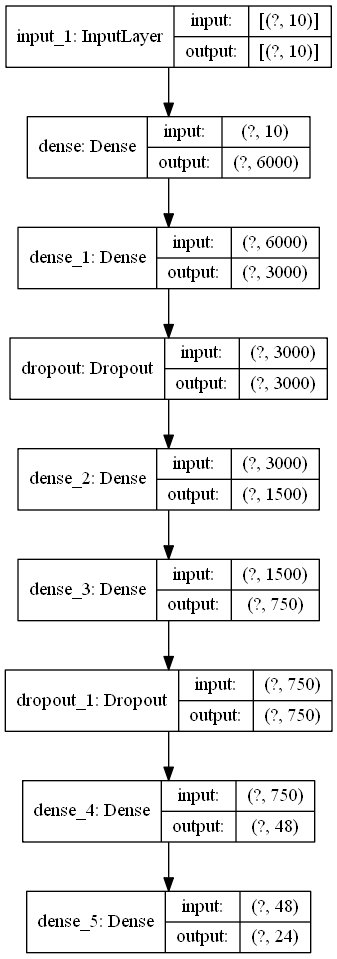 input_1: InputLayer input: [(?, 10)]
output: [(?, 10)]
dense: Dense input: (?, 10)
output: (?, 6000)
dense_1: Dense input: (?, 6000)
output: (?, 3000)
dropout: Dropout input: (?, 3000)
output: (?, 3000)
dense_2: Dense input: (?, 3000)
output: (?, 1500)
dense_3: Dense input: (?, 1500)
output: (?, 750)
dropout_1: Dropout input: (?, 750)
output: (?, 750)
dense_4: Dense input: (?, 750)
output: (?, 48)
dense_5: Dense input: (?, 48)
output: (?, 24)